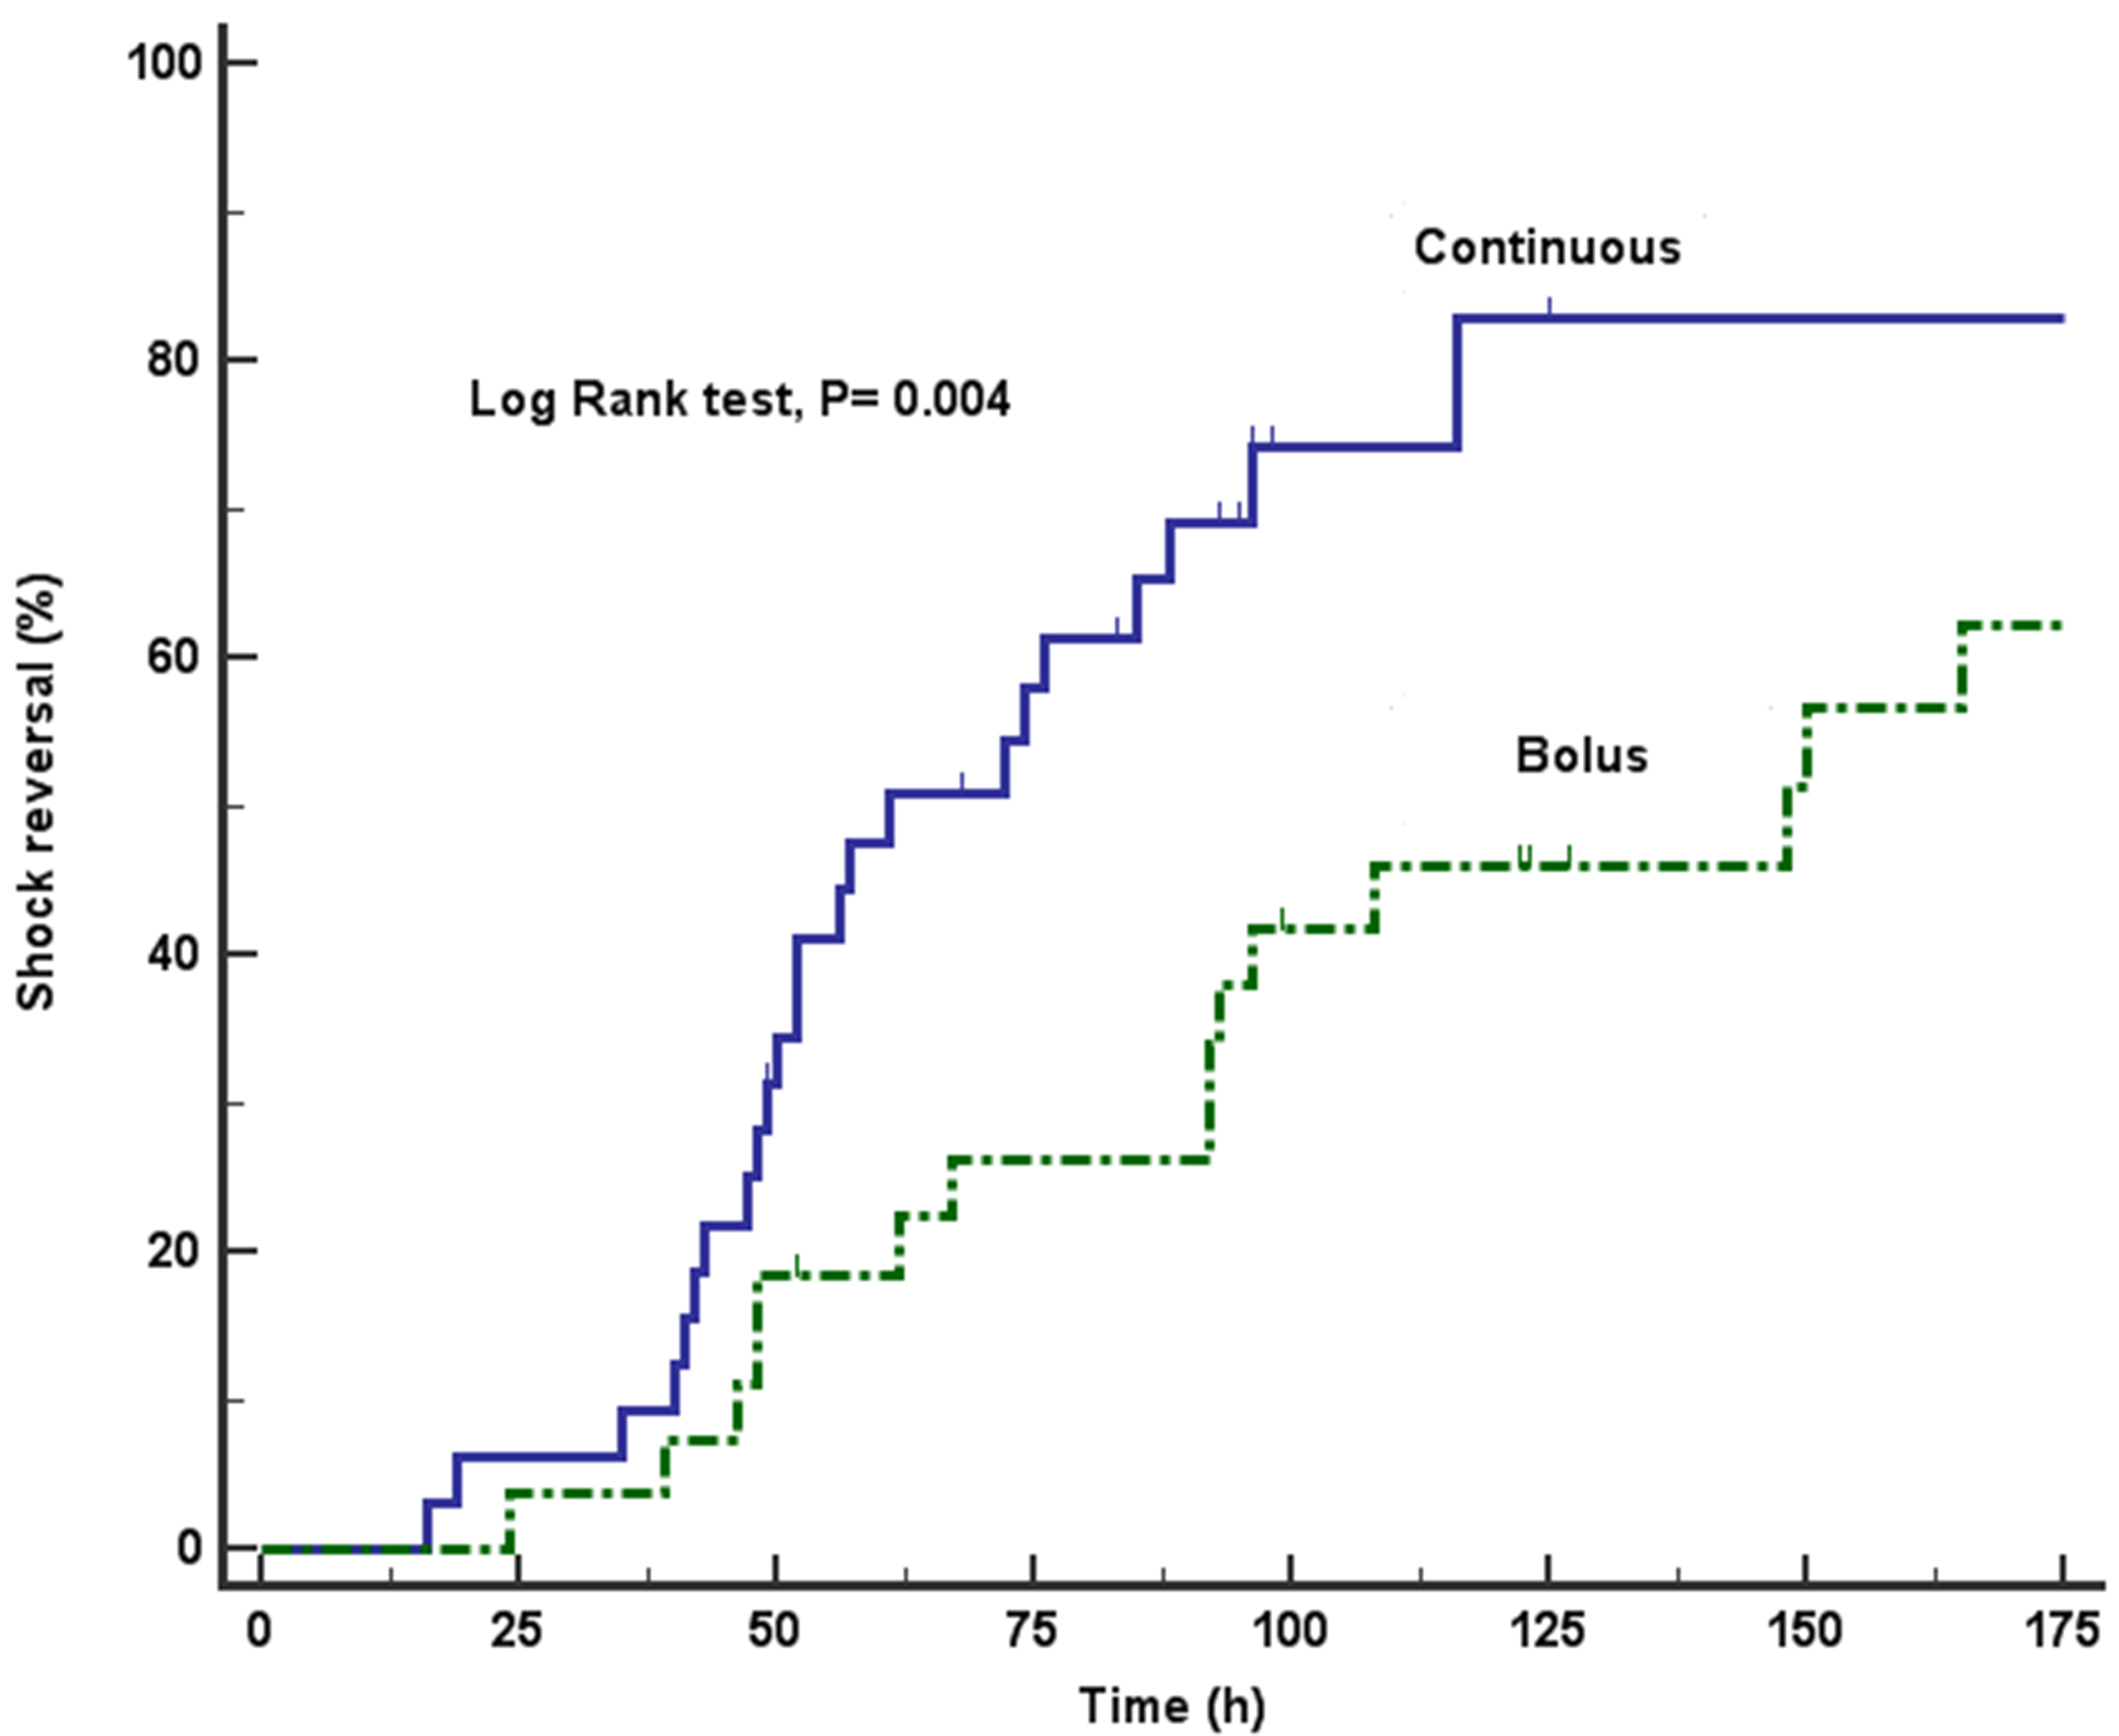 100
Continuous
80
Log Rank test, P= 0.004
60
Bolus
40
20
0
Shock reversal (%)
0 25 50 75 100 125 150 175
Time (h)